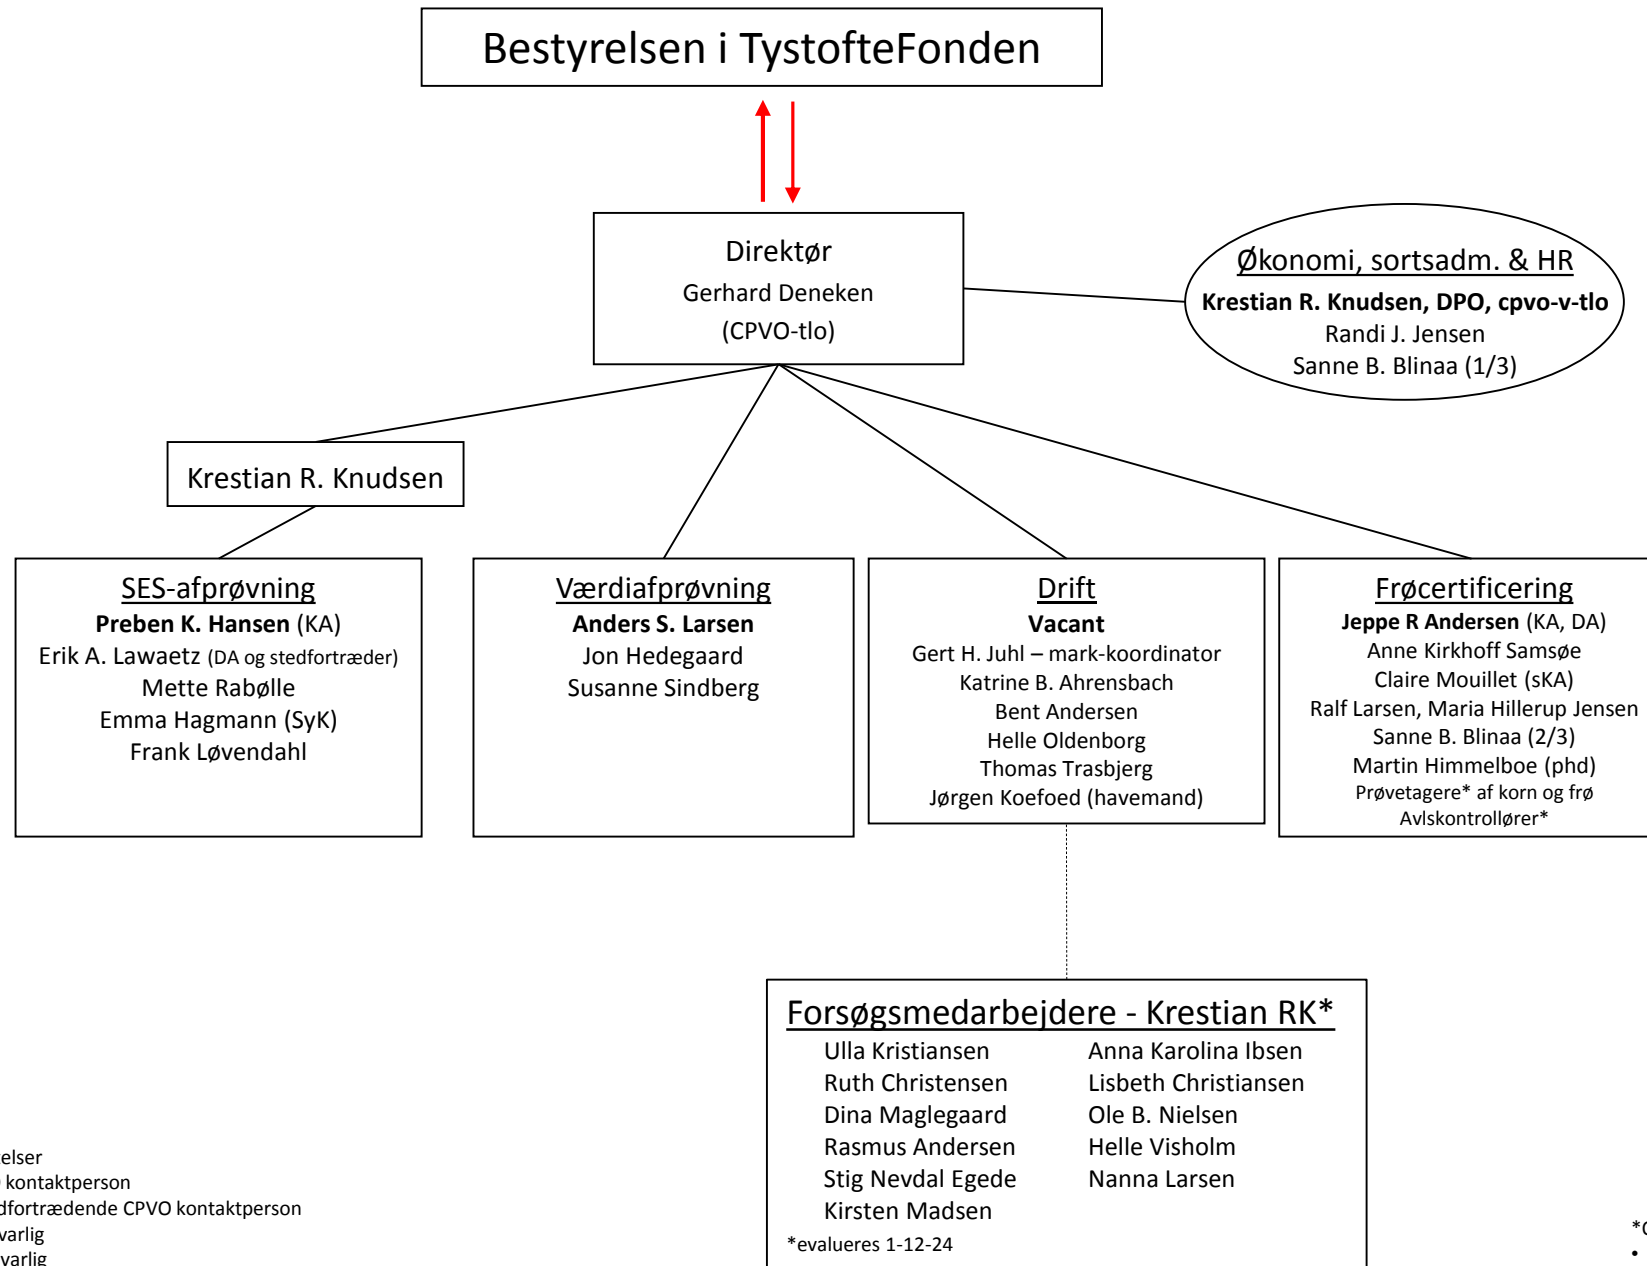 Bestyrelsen i TystofteFonden
Direktør
Gerhard Deneken
(CPVO-tlo)
Økonomi, sortsadm. & HR
Krestian R. Knudsen, DPO, cpvo-v-tlo
Randi J. Jensen
Sanne B. Blinaa (1/3)
Krestian R. Knudsen
SES-afprøvning
Preben K. Hansen (KA)
Erik A. Lawaetz (DA og stedfortræder)
Mette Rabølle
Emma Hagmann (SyK)
Frank Løvendahl
Værdiafprøvning
Anders S. Larsen
Jon Hedegaard
Susanne Sindberg
Drift
Vacant
Gert H. Juhl – mark-koordinator
Katrine B. Ahrensbach
Bent Andersen
Helle Oldenborg
Thomas Trasbjerg
Jørgen Koefoed (havemand)
Frøcertificering
Jeppe R Andersen (KA, DA)
Anne Kirkhoff Samsøe
Claire Mouillet (sKA)
Ralf Larsen, Maria Hillerup Jensen
Sanne B. Blinaa (2/3)
Martin Himmelboe (phd)
Prøvetagere* af korn og frø
Avlskontrollører*
Forsøgsmedarbejdere - Krestian RK*
Ulla Kristiansen
Ruth Christensen
Dina Maglegaard
Rasmus Andersen
Stig Nevdal Egede
Kirsten Madsen
Anna Karolina Ibsen
Lisbeth Christiansen
Ole B. Nielsen
Helle Visholm
Nanna Larsen
*evalueres 1-12-24
kontaktperson
CPVO kontaktperson